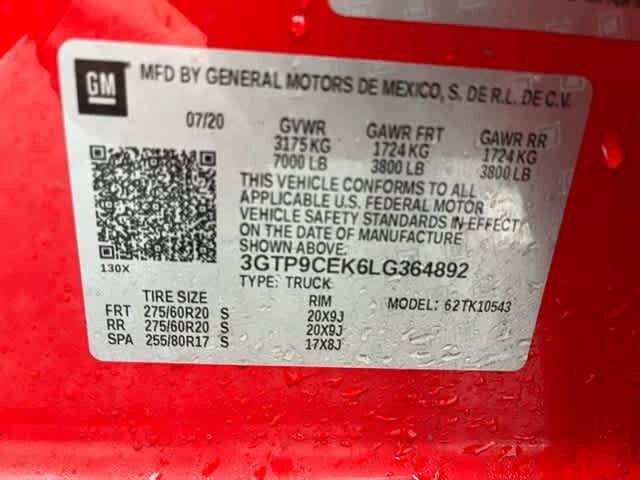 GM
MFD BY GENERAL MOTORS DE MEXICO, S. DE R.L. DE C.V.
07/20 GVWR GAWR FRT GAWR RR
3175 KG 1724 KG 1724 KG
7000 LB 3800 LB 3800 LB
THIS VEHICLE CONFORMS TO ALL
APPLICABLE U.S. FEDERAL MOTOR
VEHICLE SAFETY STANDARDS IN EFFECT
ON THE DATE OF MANUFACTURE
SHOWN ABOVE.
130X 3GTP9CEK6LG364892
TYPE: TRUCK
TIRE SIZE RIM MODEL: 62TK10543
FRT 275/60R20 S 20X9J
RR 275/60R20 S 20X9J
SPA 255/80R17 S 17X8J